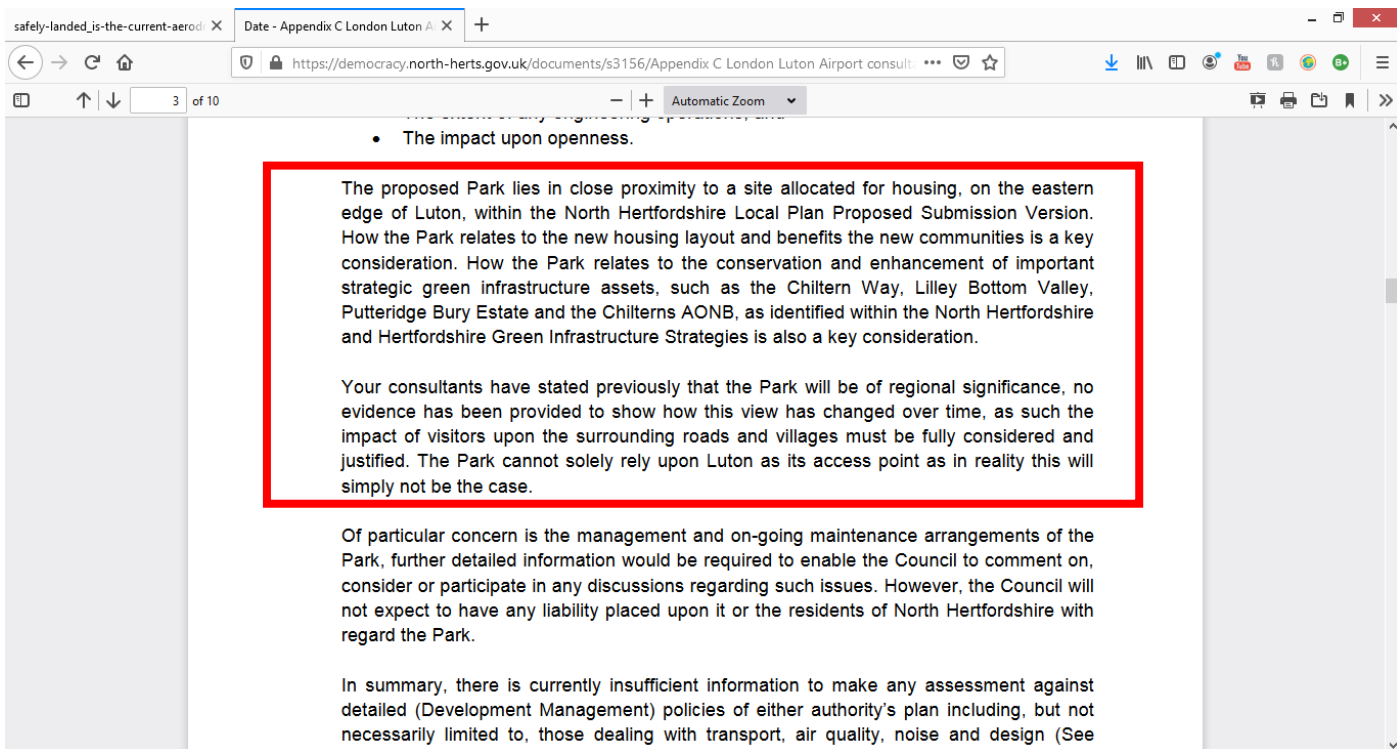 safely-landed_is-the-current-aerod
Date - Appendix C London Luton A
https://democracy.north-herts.gov.uk/documents/s3156/Appendix C London Luton Airport consult
3 of 10
Automatic Zoom
• The impact upon openness.
The proposed Park lies in close proximity to a site allocated for housing, on the eastern
edge of Luton, within the North Hertfordshire Local Plan Proposed Submission Version.
How the Park relates to the new housing layout and benefits the new communities is a key
consideration. How the Park relates to the conservation and enhancement of important
strategic green infrastructure assets, such as the Chiltern Way, Lilley Bottom Valley,
Putteridge Bury Estate and the Chilterns AONB, as identified within the North Hertfordshire
and Hertfordshire Green Infrastructure Strategies is also a key consideration.
Your consultants have stated previously that the Park will be of regional significance, no
evidence has been provided to show how this view has changed over time, as such the
impact of visitors upon the surrounding roads and villages must be fully considered and
justified. The Park cannot solely rely upon Luton as its access point as in reality this will
simply not be the case.
Of particular concern is the management and on-going maintenance arrangements of the
Park, further detailed information would be required to enable the Council to comment on,
consider or participate in any discussions regarding such issues. However, the Council will
not expect to have any liability placed upon it or the residents of North Hertfordshire with
regard the Park.
In summary, there is currently insufficient information to make any assessment against
detailed (Development Management) policies of either authority's plan including, but not
necessarily limited to, those dealing with transport, air quality, noise and design (See